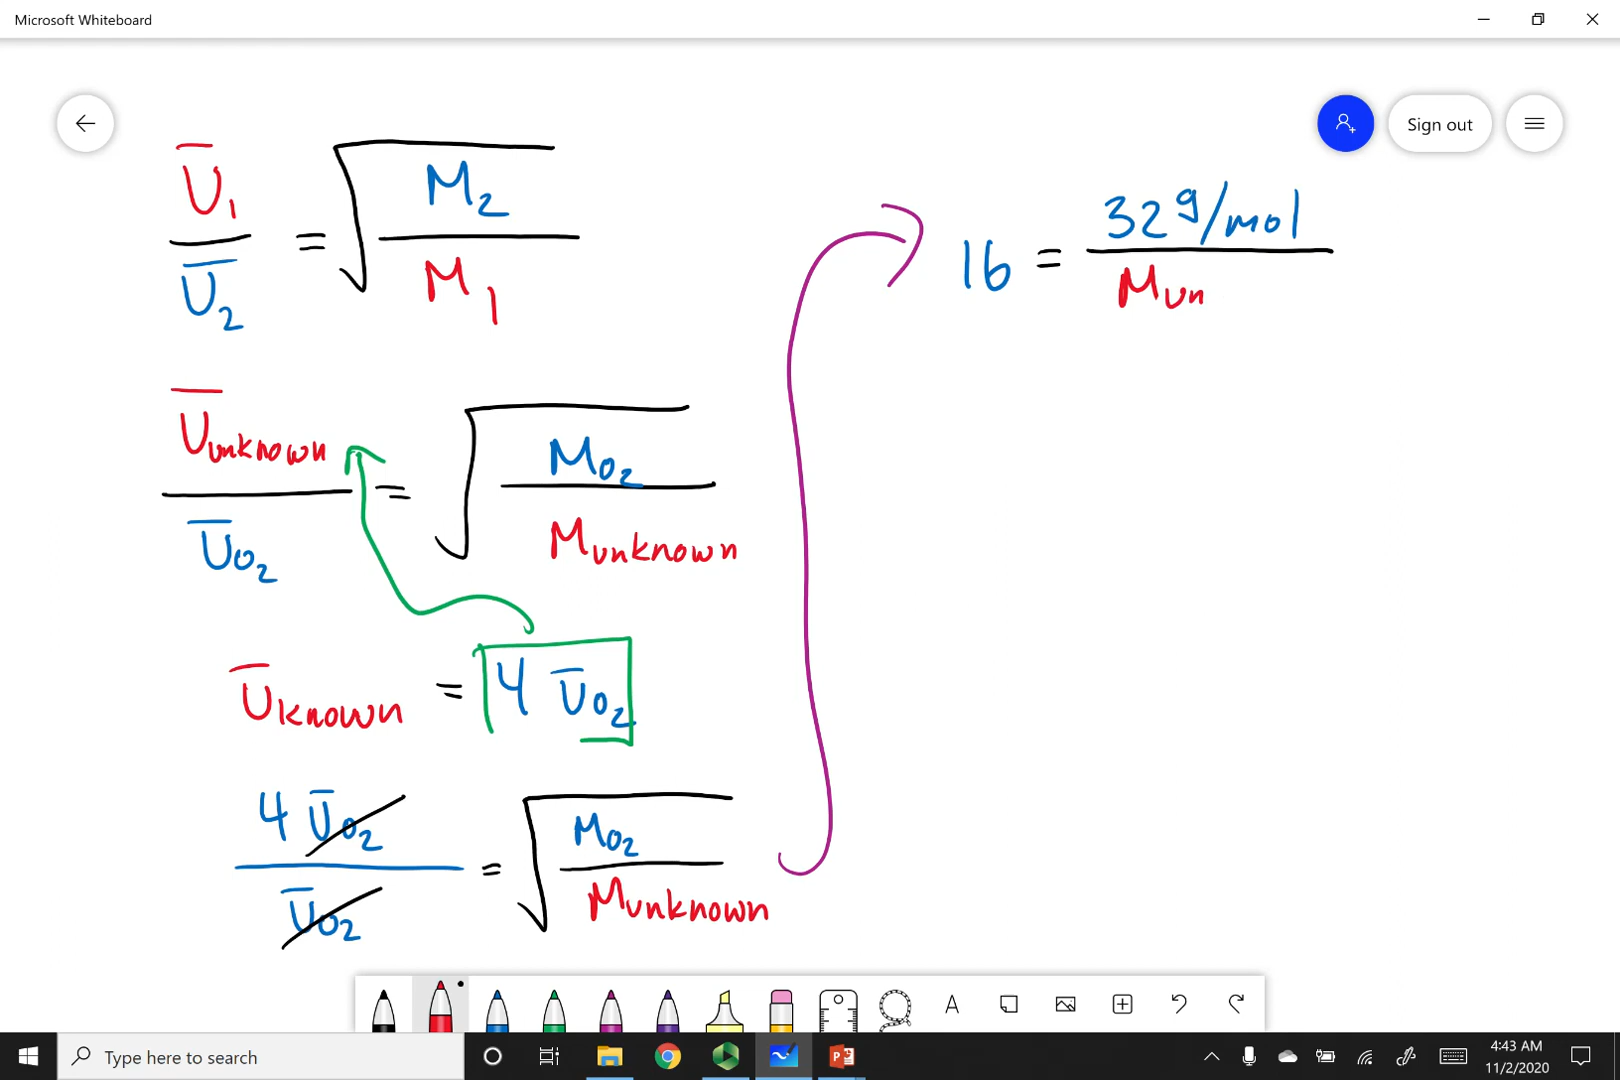 Microsoft Whiteboard
Sign out
U̅₁ / U̅₂ = √(M₂ / M₁)
U̅unknown / U̅O₂ = √(MO₂ / Munknown)
U̅known = 4 U̅O₂
4 U̅O₂ / U̅O₂ = √(MO₂ / Munknown)
16 = 32 g/mol / Mun
A
Type here to search
4:43 AM
11/2/2020